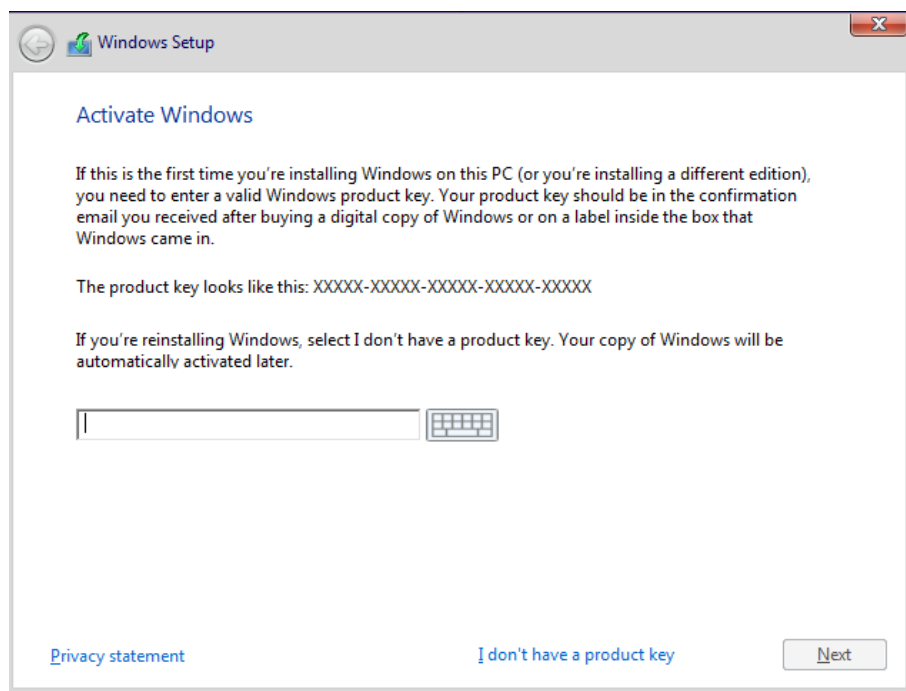 Windows Setup
Activate Windows
If this is the first time you're installing Windows on this PC (or you're installing a different edition),
you need to enter a valid Windows product key. Your product key should be in the confirmation
email you received after buying a digital copy of Windows or on a label inside the box that
Windows came in.
The product key looks like this: XXXXX-XXXXX-XXXXX-XXXXX-XXXXX
If you're reinstalling Windows, select I don't have a product key. Your copy of Windows will be
automatically activated later.
Privacy statement I don't have a product key Next